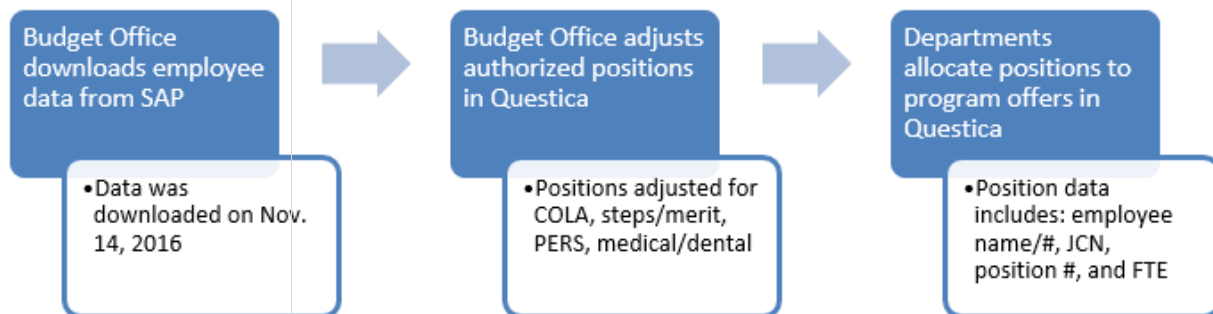 Budget Office
downloads employee
data from SAP
•Data was
downloaded on Nov.
14, 2016
Budget Office adjusts
authorized positions
in Questica
•Positions adjusted for
COLA, steps/merit,
PERS, medical/dental
Departments
allocate positions to
program offers in
Questica
•Position data
includes: employee
name/#, JCN,
position #, and FTE